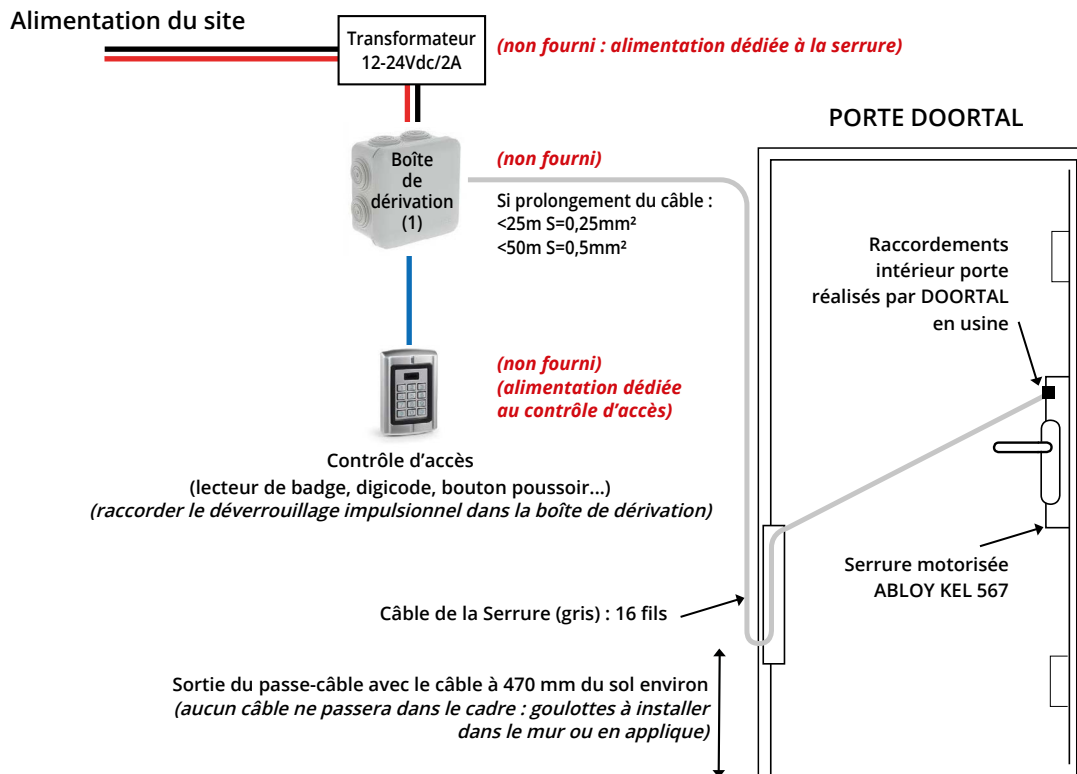 Alimentation du site
Transformateur
12-24Vdc/2A
(non fourni : alimentation dédiée à la serrure)
PORTE DOORTAL
Boîte
de
dérivation
(1)
(non fourni)
Si prolongement du câble :
<25m S=0,25mm²
<50m S=0,5mm²
Raccordements
intérieur porte
réalisés par DOORTAL
en usine
(non fourni)
(alimentation dédiée
au contrôle d’accès)
Contrôle d’accès
(lecteur de badge, digicode, bouton poussoir...)
(raccorder le déverrouillage impulsionnel dans la boîte de dérivation)
Serrure motorisée
ABLOY KEL 567
Câble de la Serrure (gris) : 16 fils
Sortie du passe-câble avec le câble à 470 mm du sol environ
(aucun câble ne passera dans le cadre : goulottes à installer
dans le mur ou en applique)